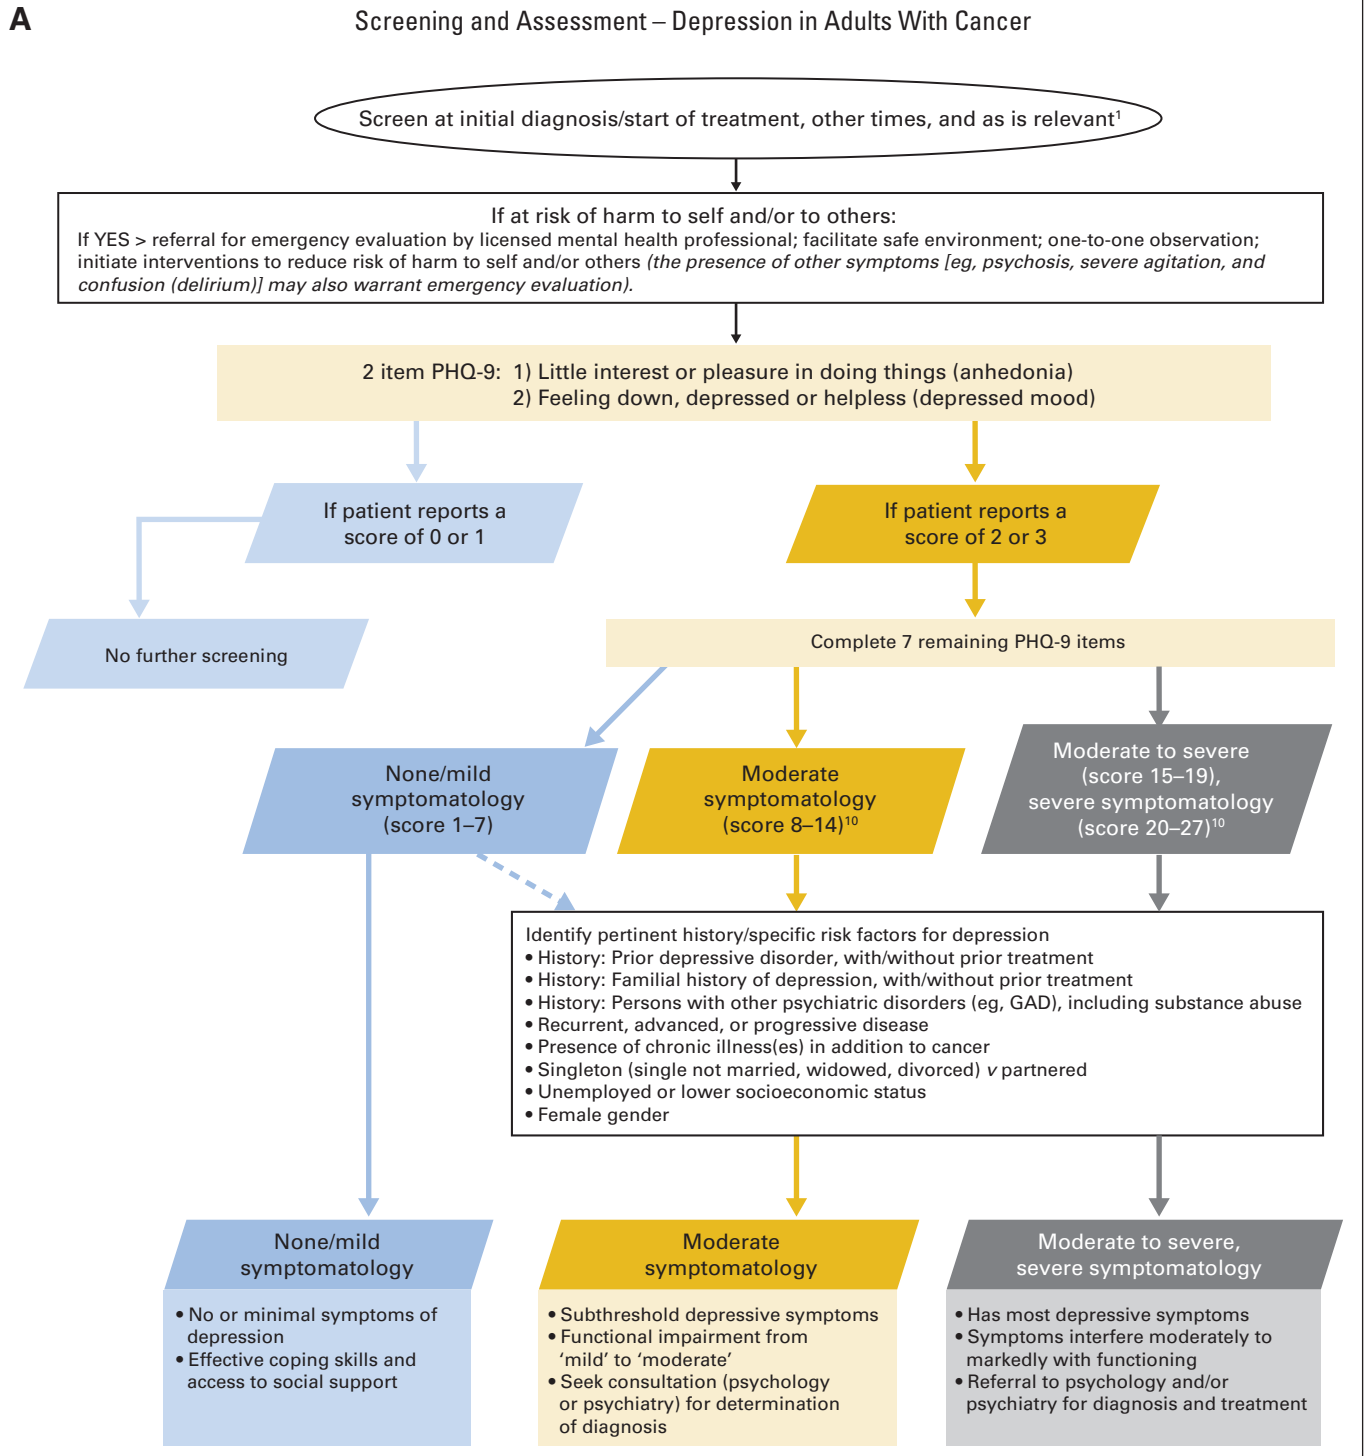 A
Screening and Assessment – Depression in Adults With Cancer
Screen at initial diagnosis/start of treatment, other times, and as is relevant¹
If at risk of harm to self and/or to others:
If YES > referral for emergency evaluation by licensed mental health professional; facilitate safe environment; one-to-one observation;
initiate interventions to reduce risk of harm to self and/or others (the presence of other symptoms [eg, psychosis, severe agitation, and
confusion (delirium)] may also warrant emergency evaluation).
2 item PHQ-9: 1) Little interest or pleasure in doing things (anhedonia)
2) Feeling down, depressed or helpless (depressed mood)
If patient reports a
score of 0 or 1
If patient reports a
score of 2 or 3
No further screening
Complete 7 remaining PHQ-9 items
None/mild
symptomatology
(score 1–7)
Moderate
symptomatology
(score 8–14)¹⁰
Moderate to severe
(score 15–19),
severe symptomatology
(score 20–27)¹⁰
Identify pertinent history/specific risk factors for depression
• History: Prior depressive disorder, with/without prior treatment
• History: Familial history of depression, with/without prior treatment
• History: Persons with other psychiatric disorders (eg, GAD), including substance abuse
• Recurrent, advanced, or progressive disease
• Presence of chronic illness(es) in addition to cancer
• Singleton (single not married, widowed, divorced) v partnered
• Unemployed or lower socioeconomic status
• Female gender
None/mild
symptomatology
• No or minimal symptoms of
depression
• Effective coping skills and
access to social support
Moderate
symptomatology
• Subthreshold depressive symptoms
• Functional impairment from
‘mild’ to ‘moderate’
• Seek consultation (psychology
or psychiatry) for determination
of diagnosis
Moderate to severe,
severe symptomatology
• Has most depressive symptoms
• Symptoms interfere moderately to
markedly with functioning
• Referral to psychology and/or
psychiatry for diagnosis and treatment